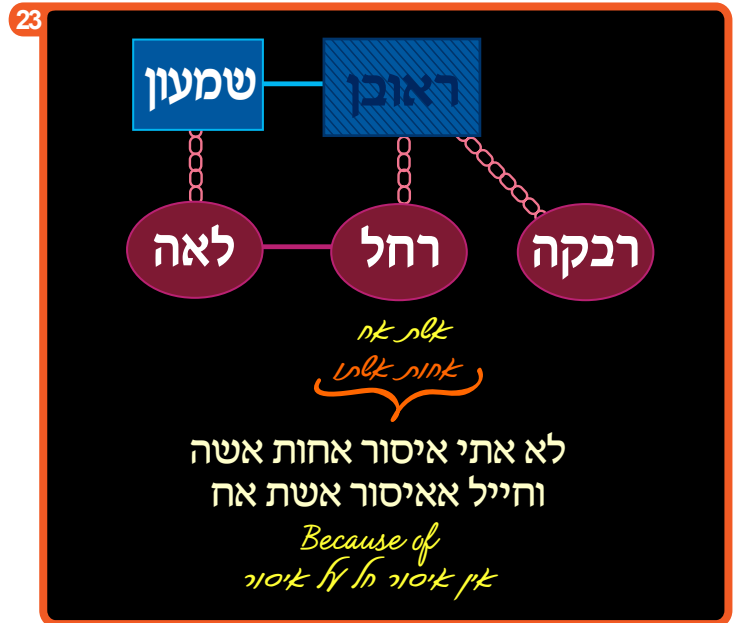 23
שמעון ראובן
לאה רחל רבקה
אשת אח
אחות אשתו
לא אתי איסור אחות אשה
וחייל אאיסור אשת אח
Because of
אין איסור חל על איסור